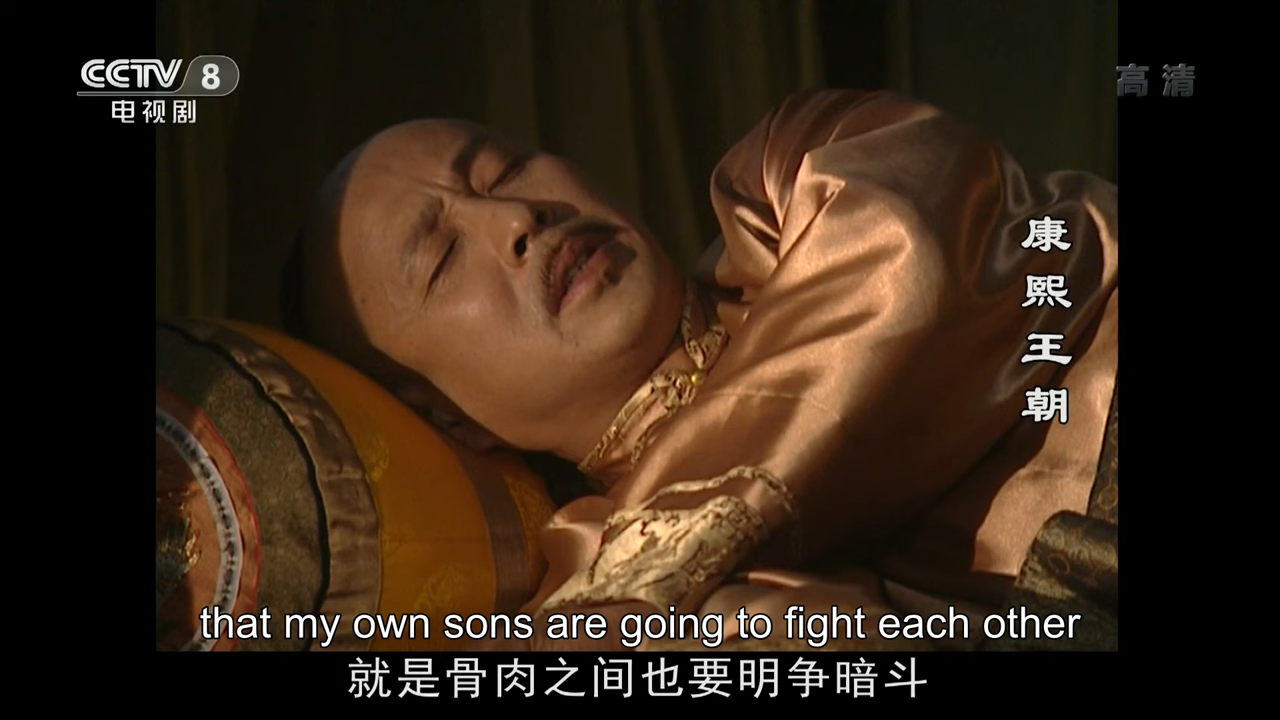 CCTV 8
电视剧
高清
康熙王朝
that my own sons are going to fight each other
就是骨肉之间也要明争暗斗